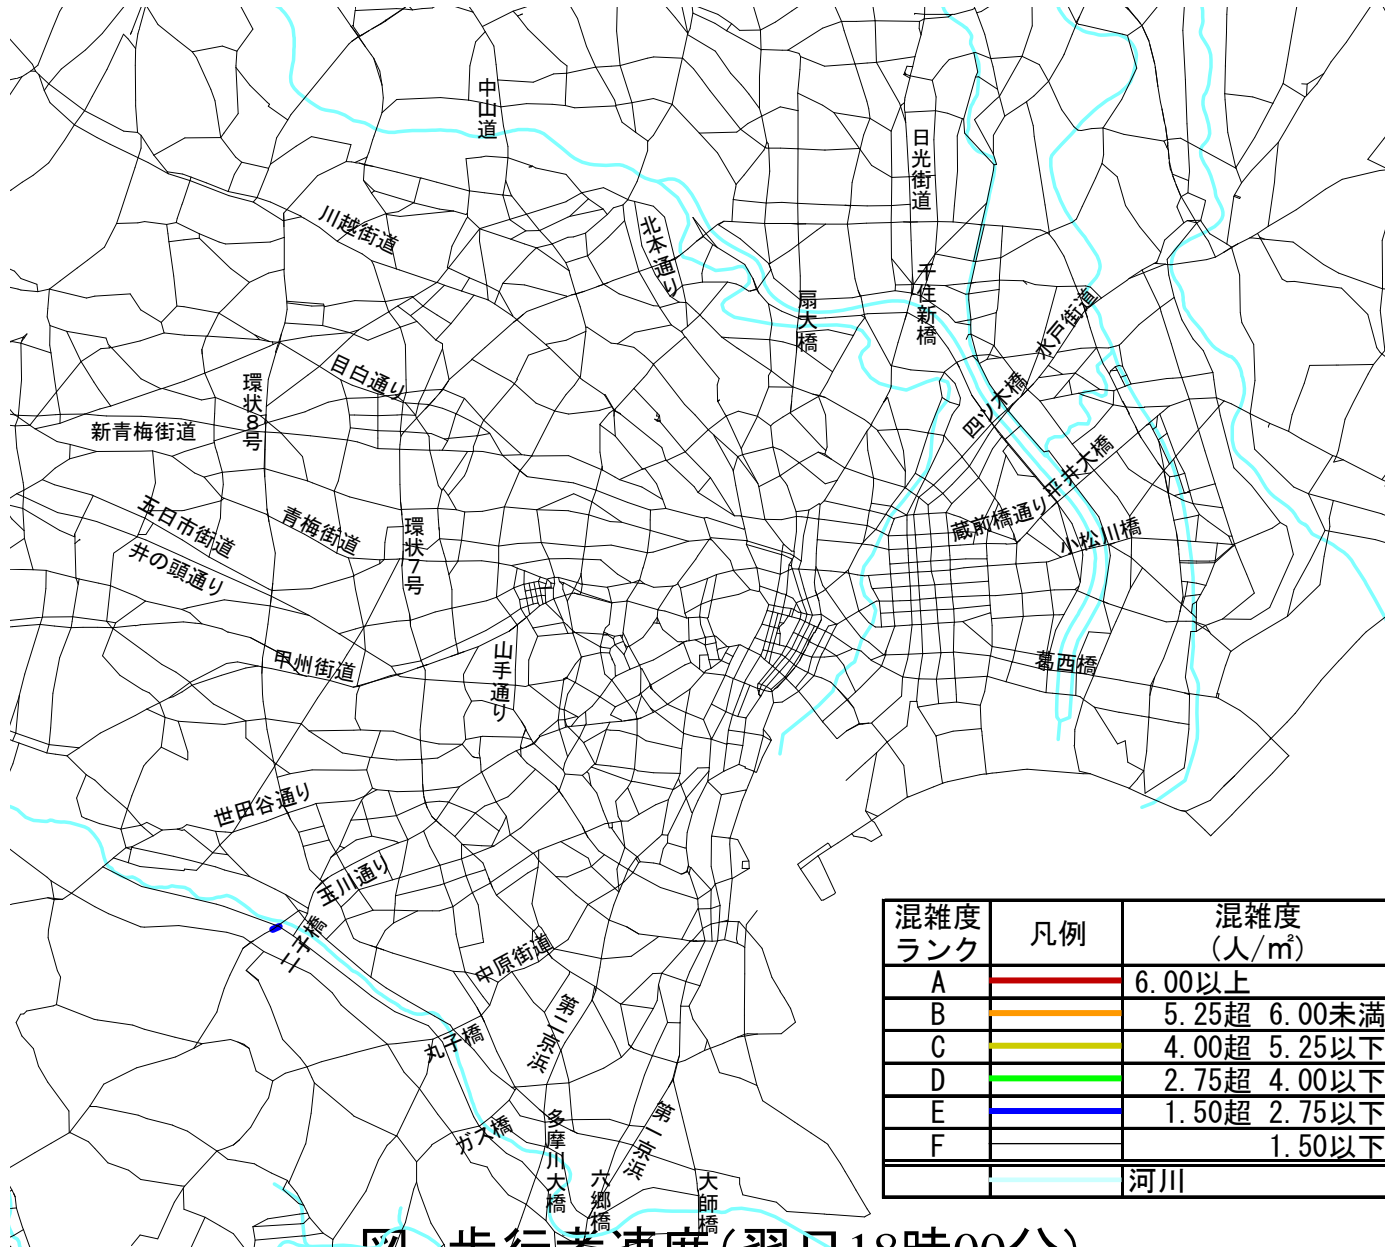 中山道
日光街道
川越街道
北本通り
千住新橋
扇大橋
水戸街道
目白通り
環状8号
四ツ木橋
新青梅街道
平井大橋
五日市街道
青梅街道
環状7号
蔵前橋通り
小松川橋
井の頭通り
甲州街道
山手通り
葛西橋
世田谷通り
玉川通り
二子橋
中原街道
第二京浜
丸子橋
ガス橋
多摩川大橋
第一京浜
六郷橋
大師橋
混雑度ランク 凡例 混雑度(人/㎡)
A 6.00以上
B 5.25超 6.00未満
C 4.00超 5.25以下
D 2.75超 4.00以下
E 1.50超 2.75以下
F 1.50以下
河川
(翌日18時00分)